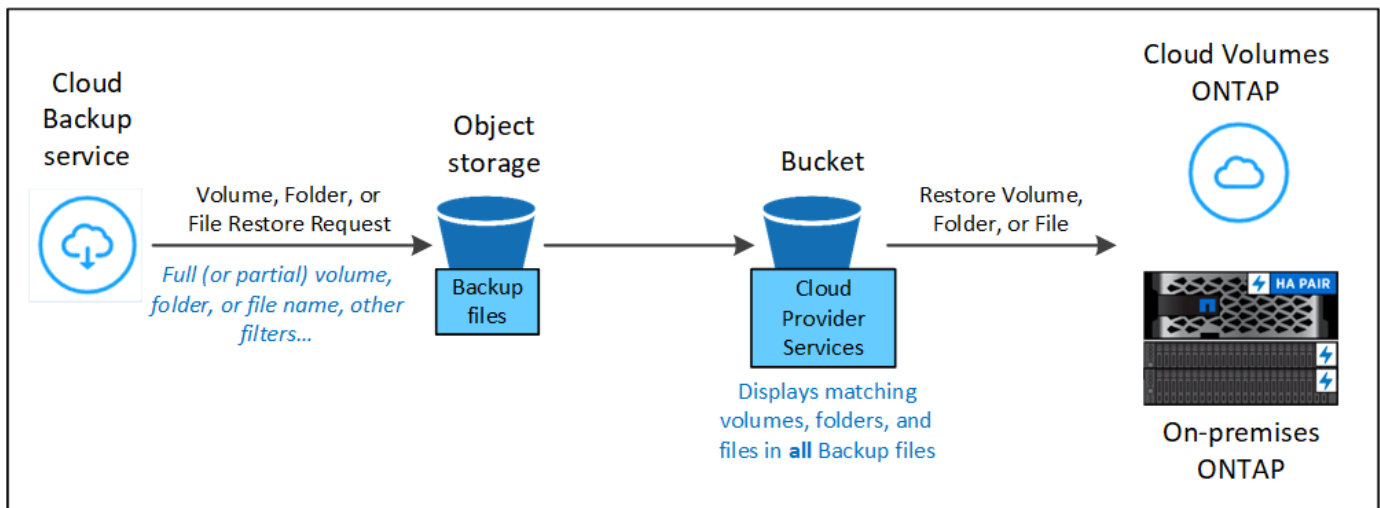 Cloud
Backup
service
Volume, Folder, or
File Restore Request
Full (or partial) volume,
folder, or file name, other
filters...
Object
storage
Backup
files
Bucket
Cloud
Provider
Services
Displays matching
volumes, folders, and
files in all Backup files
Restore Volume,
Folder, or File
Cloud Volumes
ONTAP
HA PAIR
On-premises
ONTAP